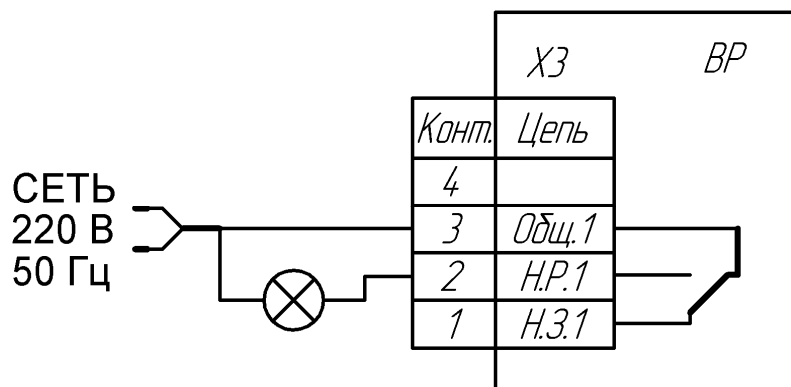 Х3 ВР
Конт. Цепь
4
СЕТЬ
220 В
50 Гц
3 Общ.1
2 Н.Р.1
1 Н.З.1